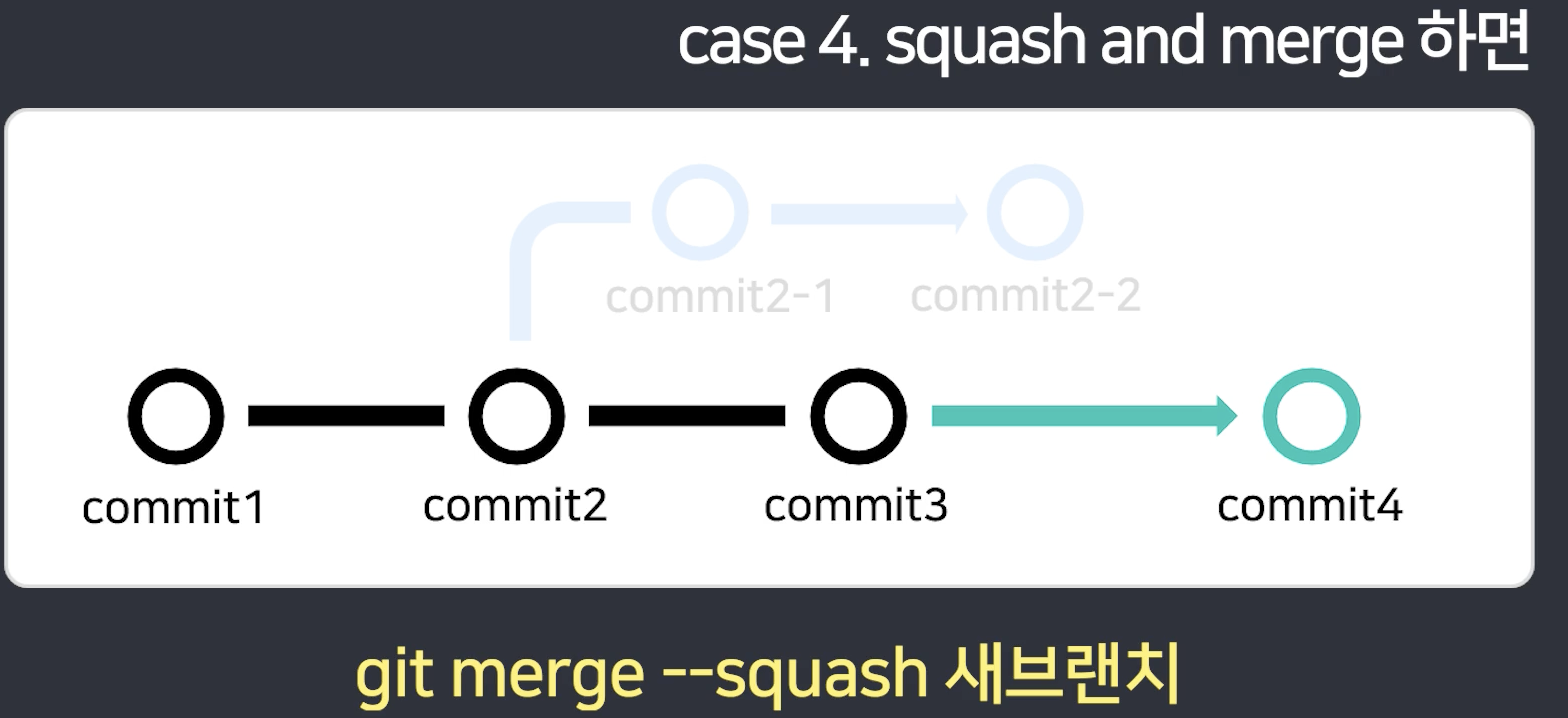 case 4. squash and merge 하면
commit2-1 commit2-2
commit1 commit2 commit3 commit4
git merge --squash 새브랜치